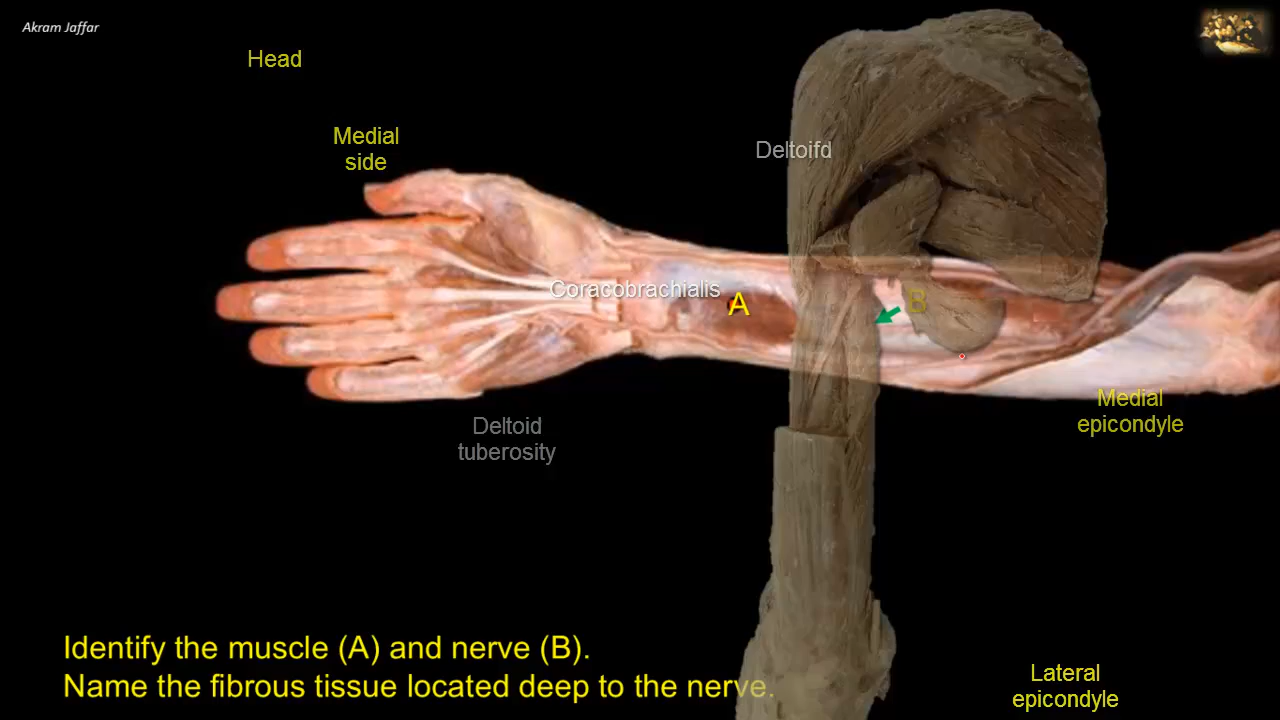 Akram Jaffar
Head
Medial
side
Deltoifd
Coracobrachialis
A
B
Medial
epicondyle
Deltoid
tuberosity
Identify the muscle (A) and nerve (B).
Name the fibrous tissue located deep to the nerve.
Lateral
epicondyle